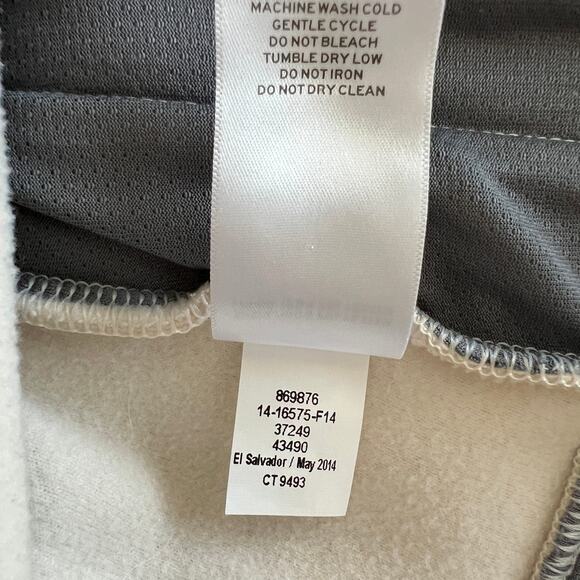 MACHINE WASH COLD
GENTLE CYCLE
DO NOT BLEACH
TUMBLE DRY LOW
DO NOT IRON
DO NOT DRY CLEAN
869876
14-16575-F14
37249
43490
El Salvador / May 2014
CT 9493